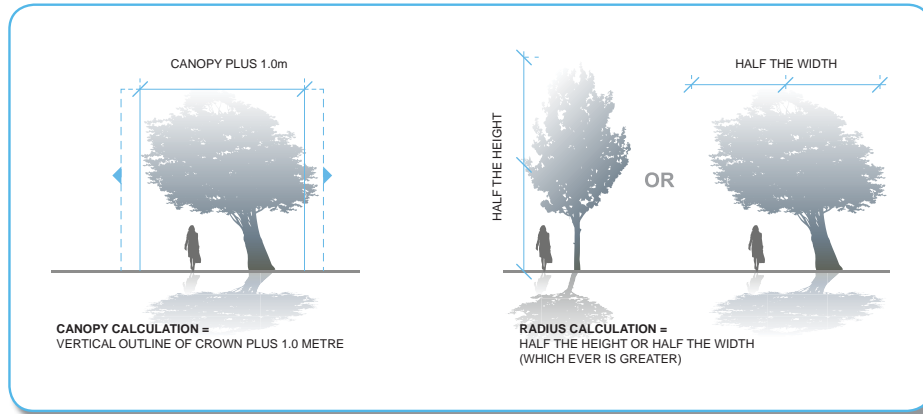 CANOPY PLUS 1.0m
CANOPY CALCULATION =
VERTICAL OUTLINE OF CROWN PLUS 1.0 METRE
HALF THE HEIGHT
OR
HALF THE WIDTH
RADIUS CALCULATION =
HALF THE HEIGHT OR HALF THE WIDTH
(WHICH EVER IS GREATER)